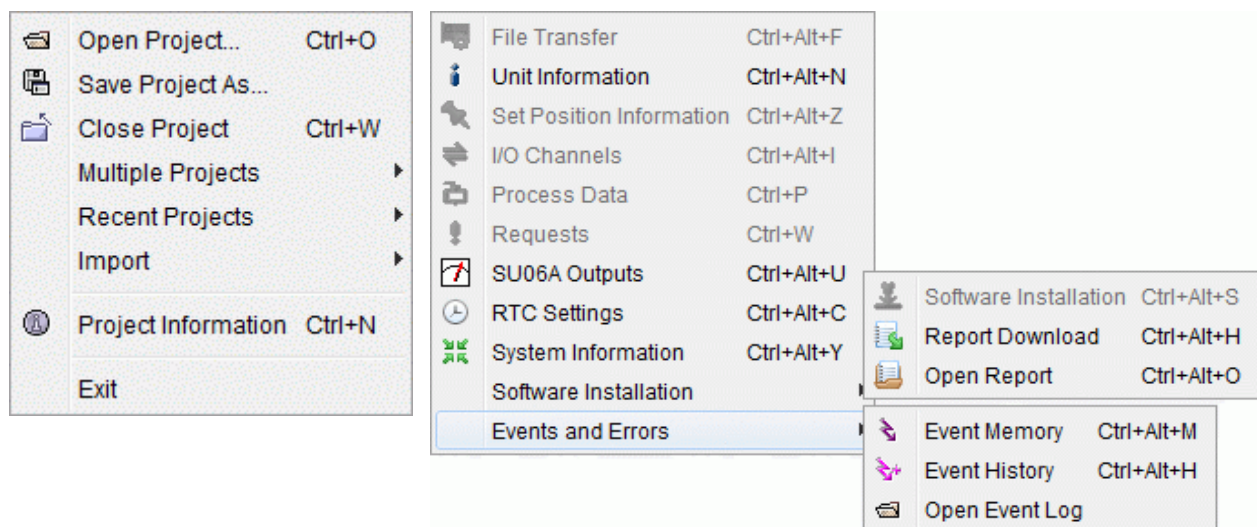 Open Project... Ctrl+O
Save Project As...
Close Project Ctrl+W
Multiple Projects
Recent Projects
Import
Project Information Ctrl+N
Exit
File Transfer Ctrl+Alt+F
Unit Information Ctrl+Alt+N
Set Position Information Ctrl+Alt+Z
I/O Channels Ctrl+Alt+I
Process Data Ctrl+P
Requests Ctrl+W
SU06A Outputs Ctrl+Alt+U
RTC Settings Ctrl+Alt+C
System Information Ctrl+Alt+Y
Software Installation
Events and Errors
Software Installation Ctrl+Alt+S
Report Download Ctrl+Alt+H
Open Report Ctrl+Alt+O
Event Memory Ctrl+Alt+M
Event History Ctrl+Alt+H
Open Event Log